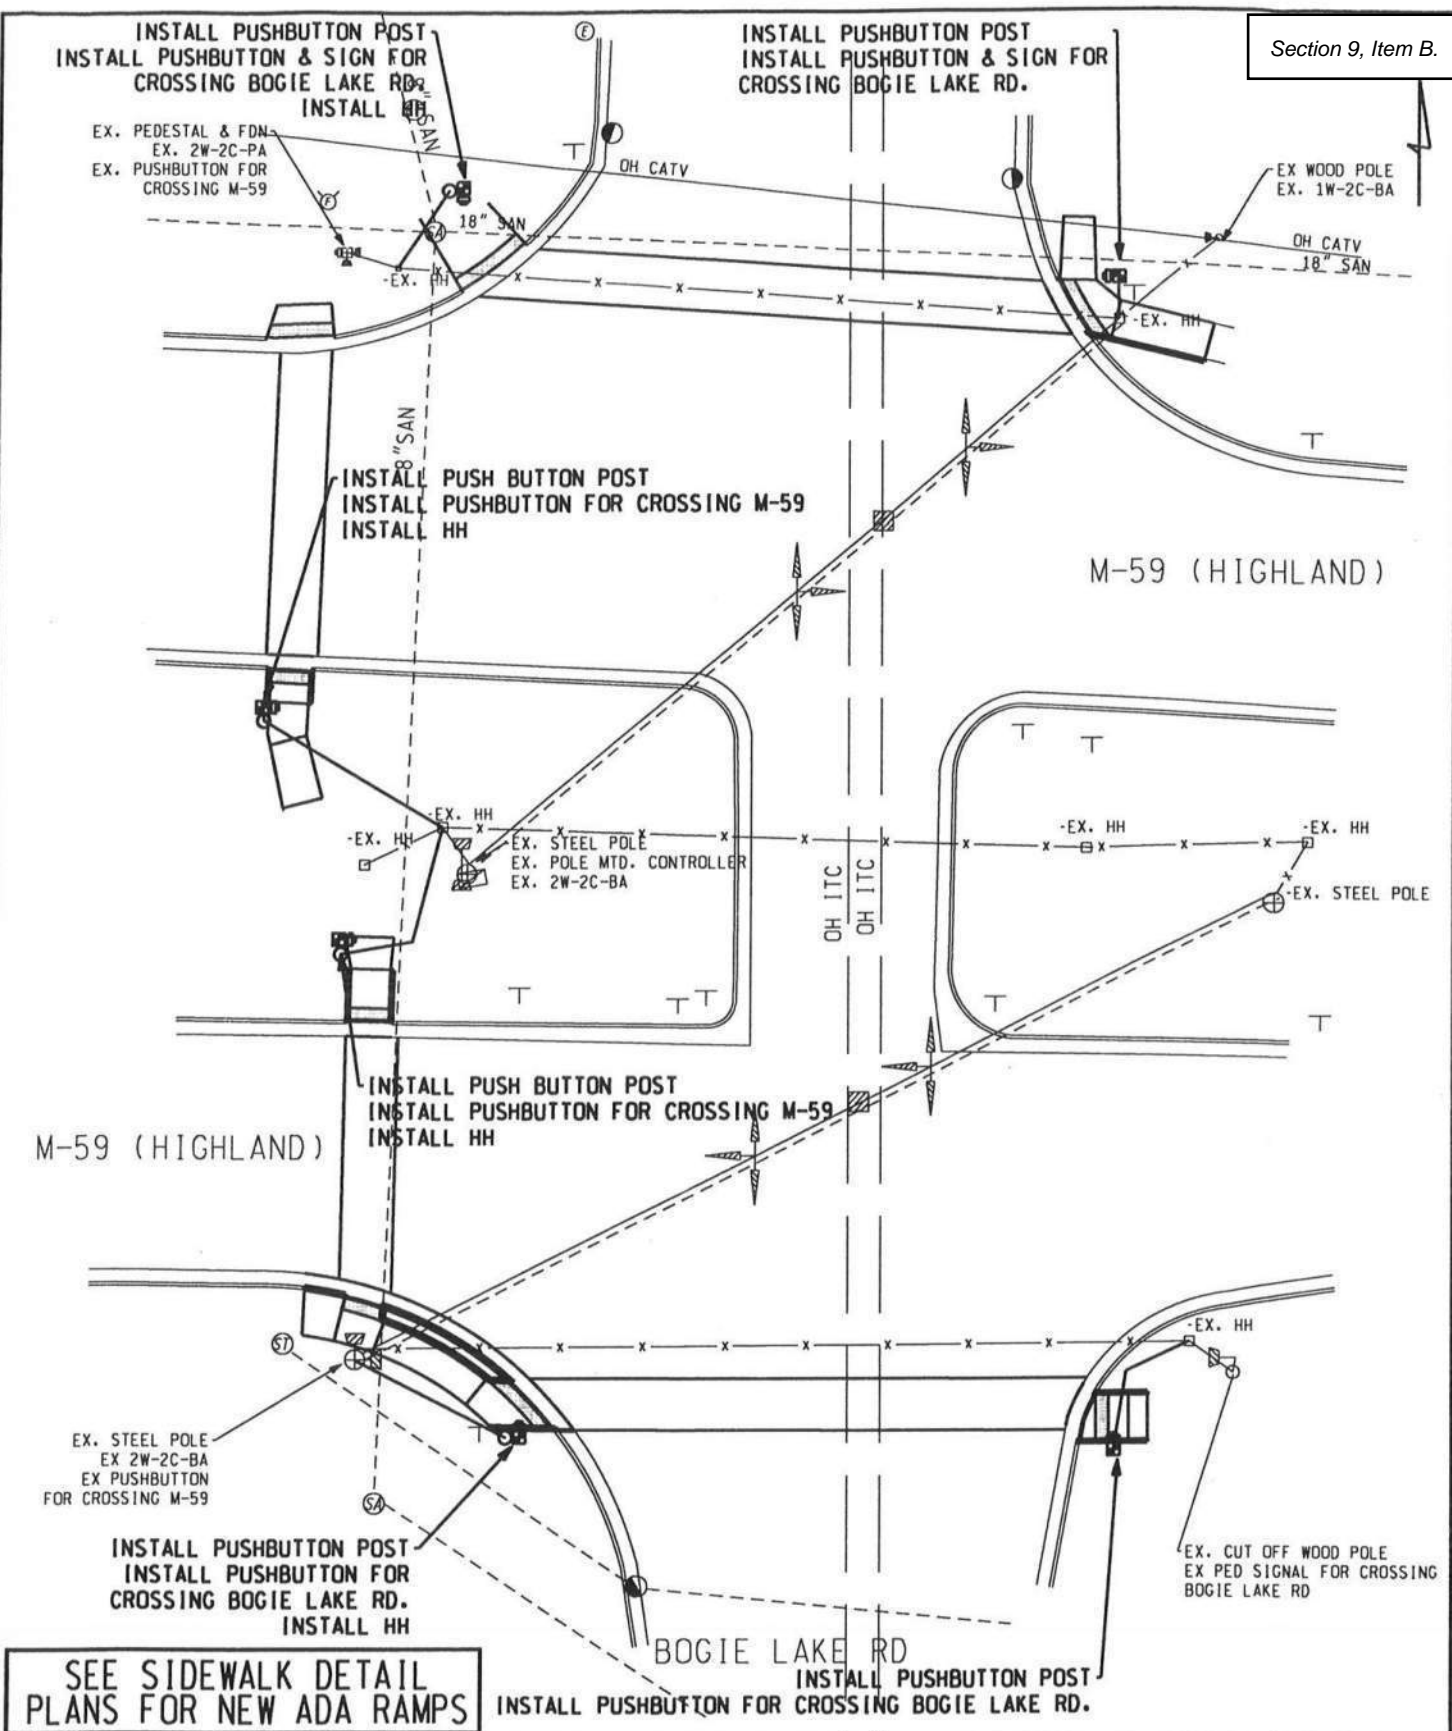 INSTALL PUSHBUTTON POST
INSTALL PUSHBUTTON & SIGN FOR
CROSSING BOGIE LAKE RD.
INSTALL HH
INSTALL PUSHBUTTON POST
INSTALL PUSHBUTTON & SIGN FOR
CROSSING BOGIE LAKE RD.
Section 9, Item B.
E
8" SAN
EX. PEDESTAL & FDN
EX. 2W-2C-PA
EX. PUSHBUTTON FOR
CROSSING M-59
F
OH CATV
EX WOOD POLE
EX. 1W-2C-BA
18" SAN
SA
OH CATV
18" SAN
-EX. HH
-EX. HH
8"SAN
INSTALL PUSH BUTTON POST
INSTALL PUSHBUTTON FOR CROSSING M-59
INSTALL HH
M-59 (HIGHLAND)
-EX. HH
-EX. HH
-EX. HH
-EX. HH
EX. STEEL POLE
EX. POLE MTD. CONTROLLER
EX. 2W-2C-BA
OH ITC
OH ITC
-EX. STEEL POLE
INSTALL PUSH BUTTON POST
INSTALL PUSHBUTTON FOR CROSSING M-59
INSTALL HH
M-59 (HIGHLAND)
ST
-EX. HH
EX. STEEL POLE
EX 2W-2C-BA
EX PUSHBUTTON
FOR CROSSING M-59
SA
INSTALL PUSHBUTTON POST
INSTALL PUSHBUTTON FOR
CROSSING BOGIE LAKE RD.
INSTALL HH
EX. CUT OFF WOOD POLE
EX PED SIGNAL FOR CROSSING
BOGIE LAKE RD
BOGIE LAKE RD
INSTALL PUSHBUTTON POST
INSTALL PUSHBUTTON FOR CROSSING BOGIE LAKE RD.
SEE SIDEWALK DETAIL
PLANS FOR NEW ADA RAMPS